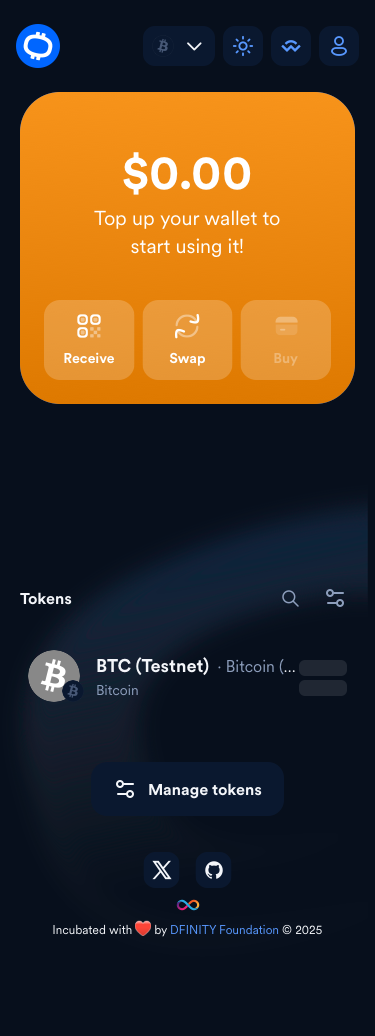 $0.00
Top up your wallet to
start using it!
Receive Swap Buy
Tokens
BTC (Testnet) · Bitcoin (...
Bitcoin
Manage tokens
Incubated with ❤️ by DFINITY Foundation © 2025